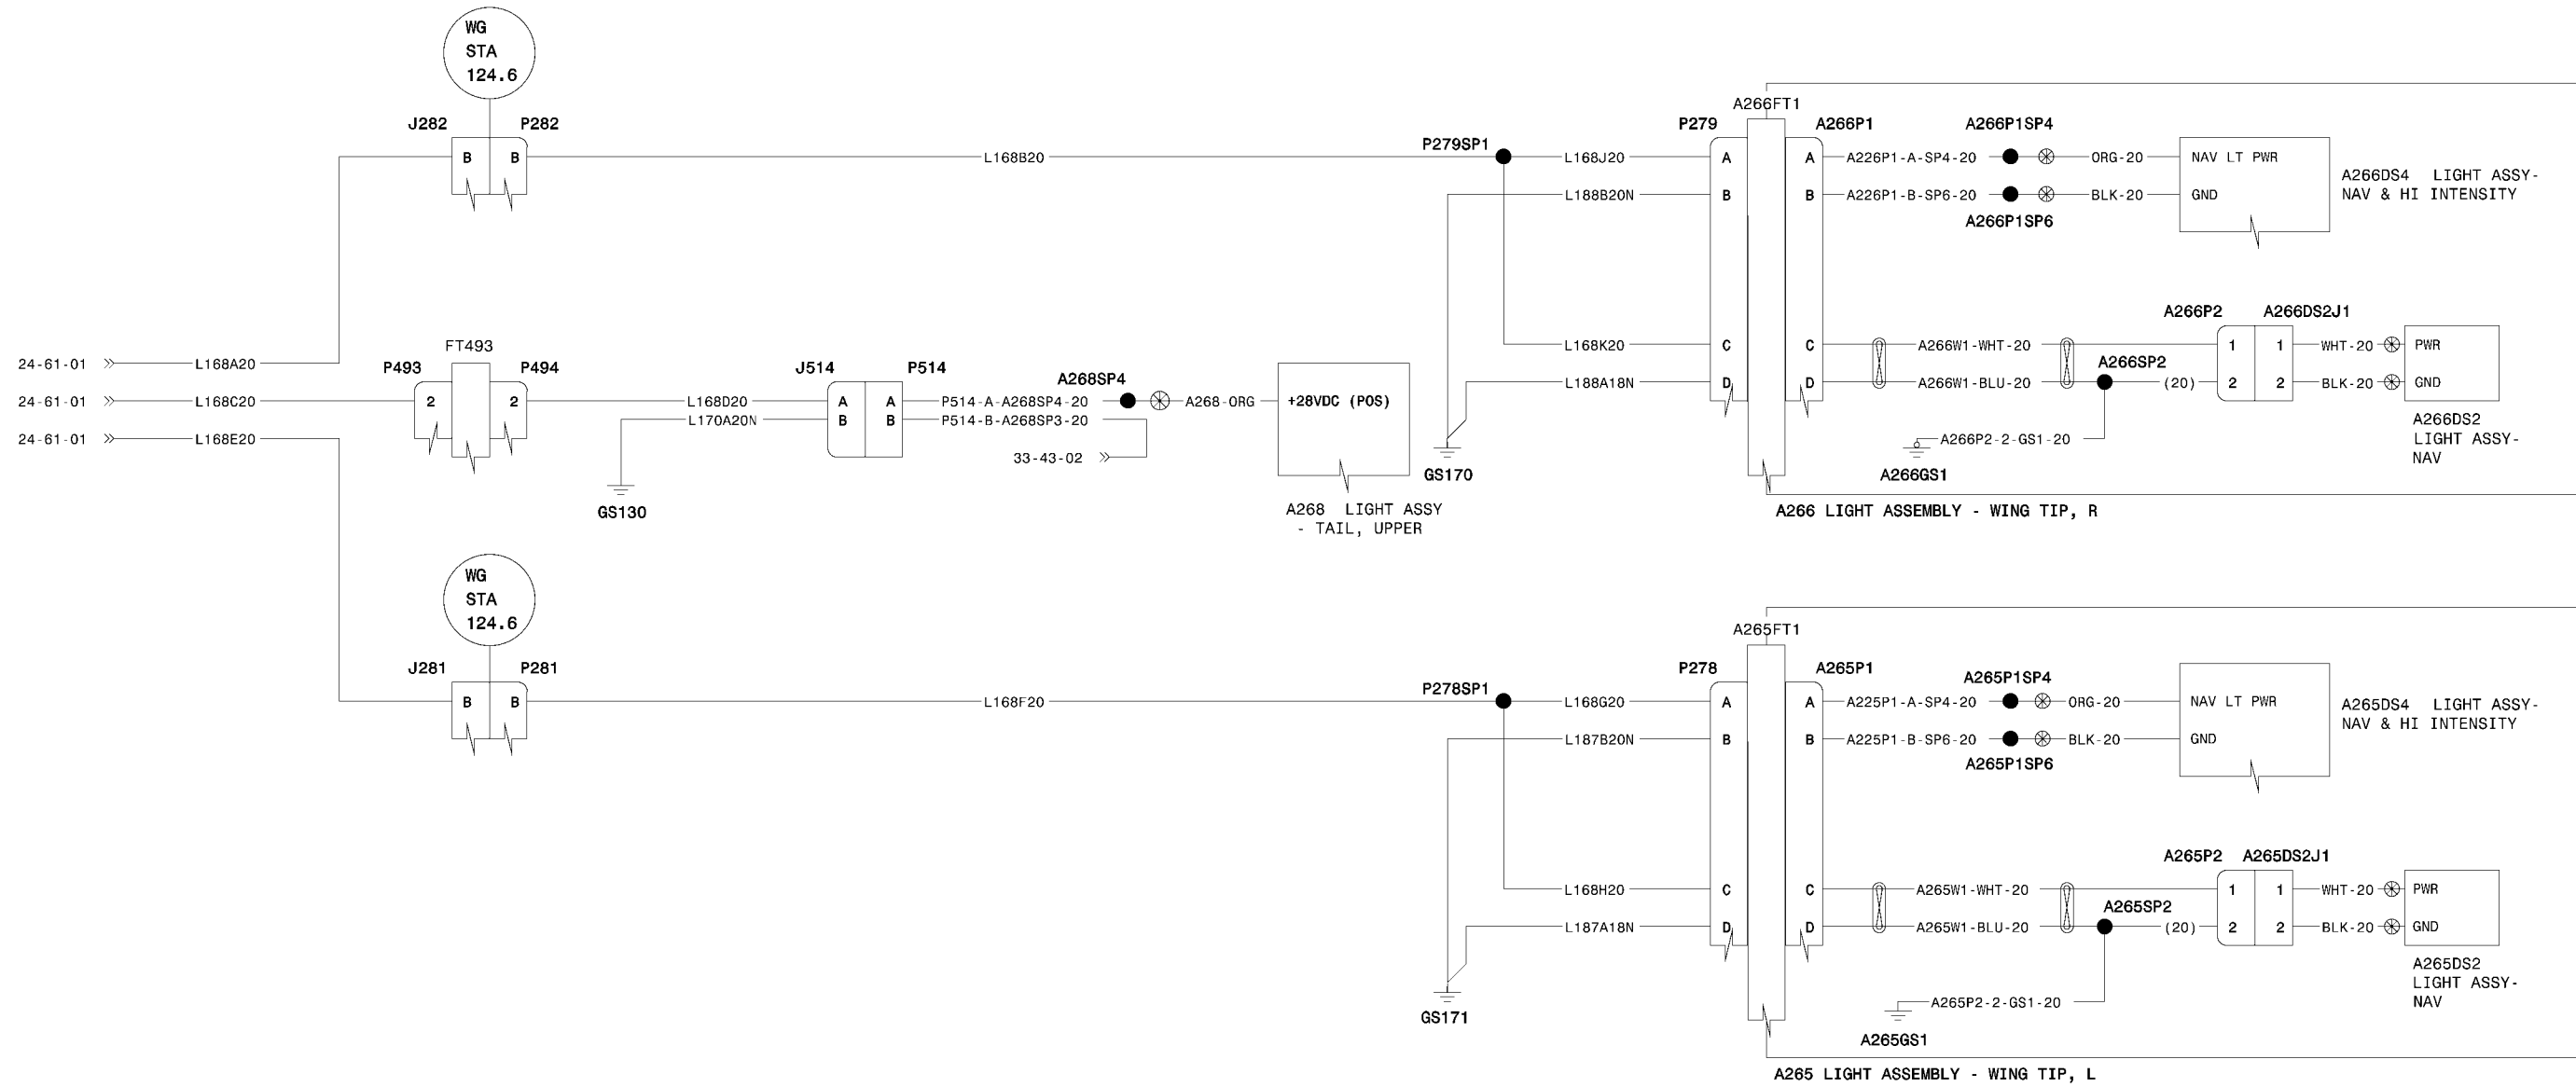 WG
STA
124.6
J282 P282
B B L168B20 P279SP1
A266FT1
P279 A266P1 A266P1SP4
L168J20 A A A226P1-A-SP4-20 ORG-20 NAV LT PWR
L188B20N B B A226P1-B-SP6-20 BLK-20 GND
A266P1SP6
A266DS4 LIGHT ASSY-
NAV & HI INTENSITY
A266P2 A266DS2J1
L168K20 C C A266W1-WHT-20 1 1 WHT-20 PWR
A266SP2
L188A18N D D A266W1-BLU-20 (20) 2 2 BLK-20 GND
A266DS2
LIGHT ASSY-
NAV
A266P2-2-GS1-20
A266GS1
GS170
A266 LIGHT ASSEMBLY - WING TIP, R
24-61-01 L168A20
24-61-01 L168C20
24-61-01 L168E20
FT493
P493 P494
2 2
J514 P514 A268SP4
L168D20 A A P514-A-A268SP4-20 A268-ORG +28VDC (POS)
L170A20N B B P514-B-A268SP3-20
33-43-02
GS130
A268 LIGHT ASSY
- TAIL, UPPER
WG
STA
124.6
J281 P281
B B L168F20 P278SP1
A265FT1
P278 A265P1 A265P1SP4
L168G20 A A A225P1-A-SP4-20 ORG-20 NAV LT PWR
L187B20N B B A225P1-B-SP6-20 BLK-20 GND
A265P1SP6
A265DS4 LIGHT ASSY-
NAV & HI INTENSITY
A265P2 A265DS2J1
L168H20 C C A265W1-WHT-20 1 1 WHT-20 PWR
A265SP2
L187A18N D D A265W1-BLU-20 (20) 2 2 BLK-20 GND
A265DS2
LIGHT ASSY-
NAV
A265P2-2-GS1-20
A265GS1
GS171
A265 LIGHT ASSEMBLY - WING TIP, L